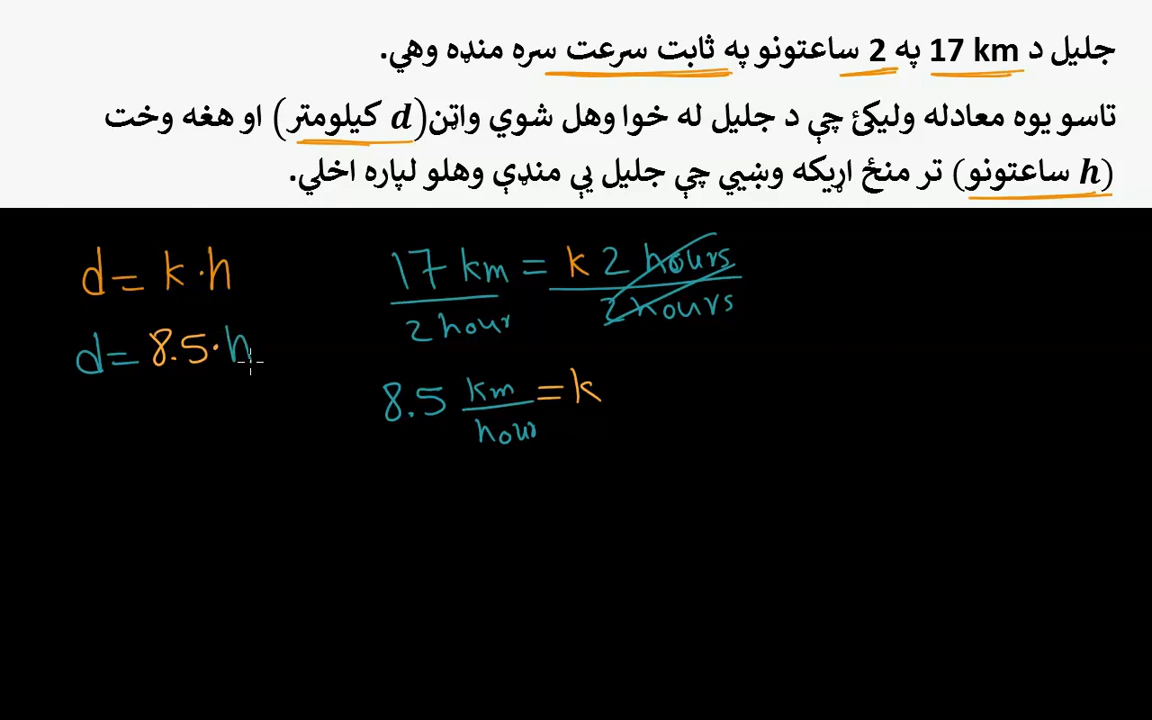 جلیل د 17 km په 2 ساعتونو په ثابت سرعت سره منډه وهي.
تاسو یوه معادله ولیکئ چې د جلیل له خوا وهل شوي واټن(d کیلومتر) او هغه وخت
(h ساعتونو) تر منځ اړیکه وښیي چې جلیل یې منډې وهلو لپاره اخلي.
d = k · h
17 km / 2 hour = k 2 hours / 2 hours
d = 8.5 · h
8.5 km / hour = k